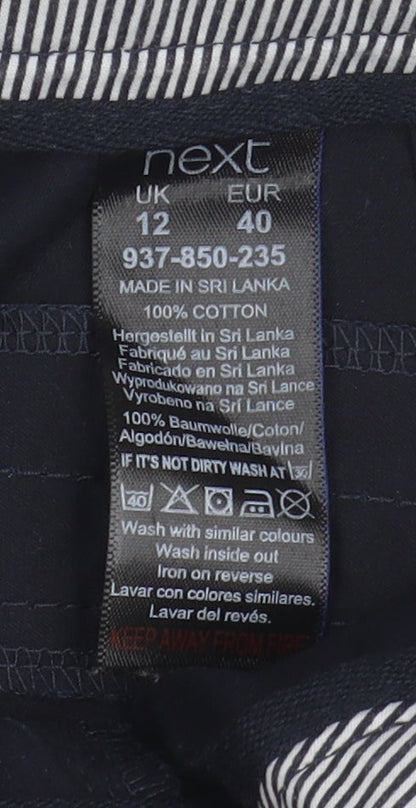 next
UK EUR
12 40
937-850-235
MADE IN SRI LANKA
100% COTTON
Hergestellt in Sri Lanka
Fabriqué au Sri Lanka
Fabricado en Sri Lanka
Wyprodukowano na Sri Lance
Vyrobeno na Srí Lance
100% Baumwolle/Coton/
Algodón/Bawełna/Bavlna
IF IT'S NOT DIRTY WASH AT 30
40
Wash with similar colours
Wash inside out
Iron on reverse
Lavar con colores similares.
Lavar del revés.
KEEP AWAY FROM FIRE